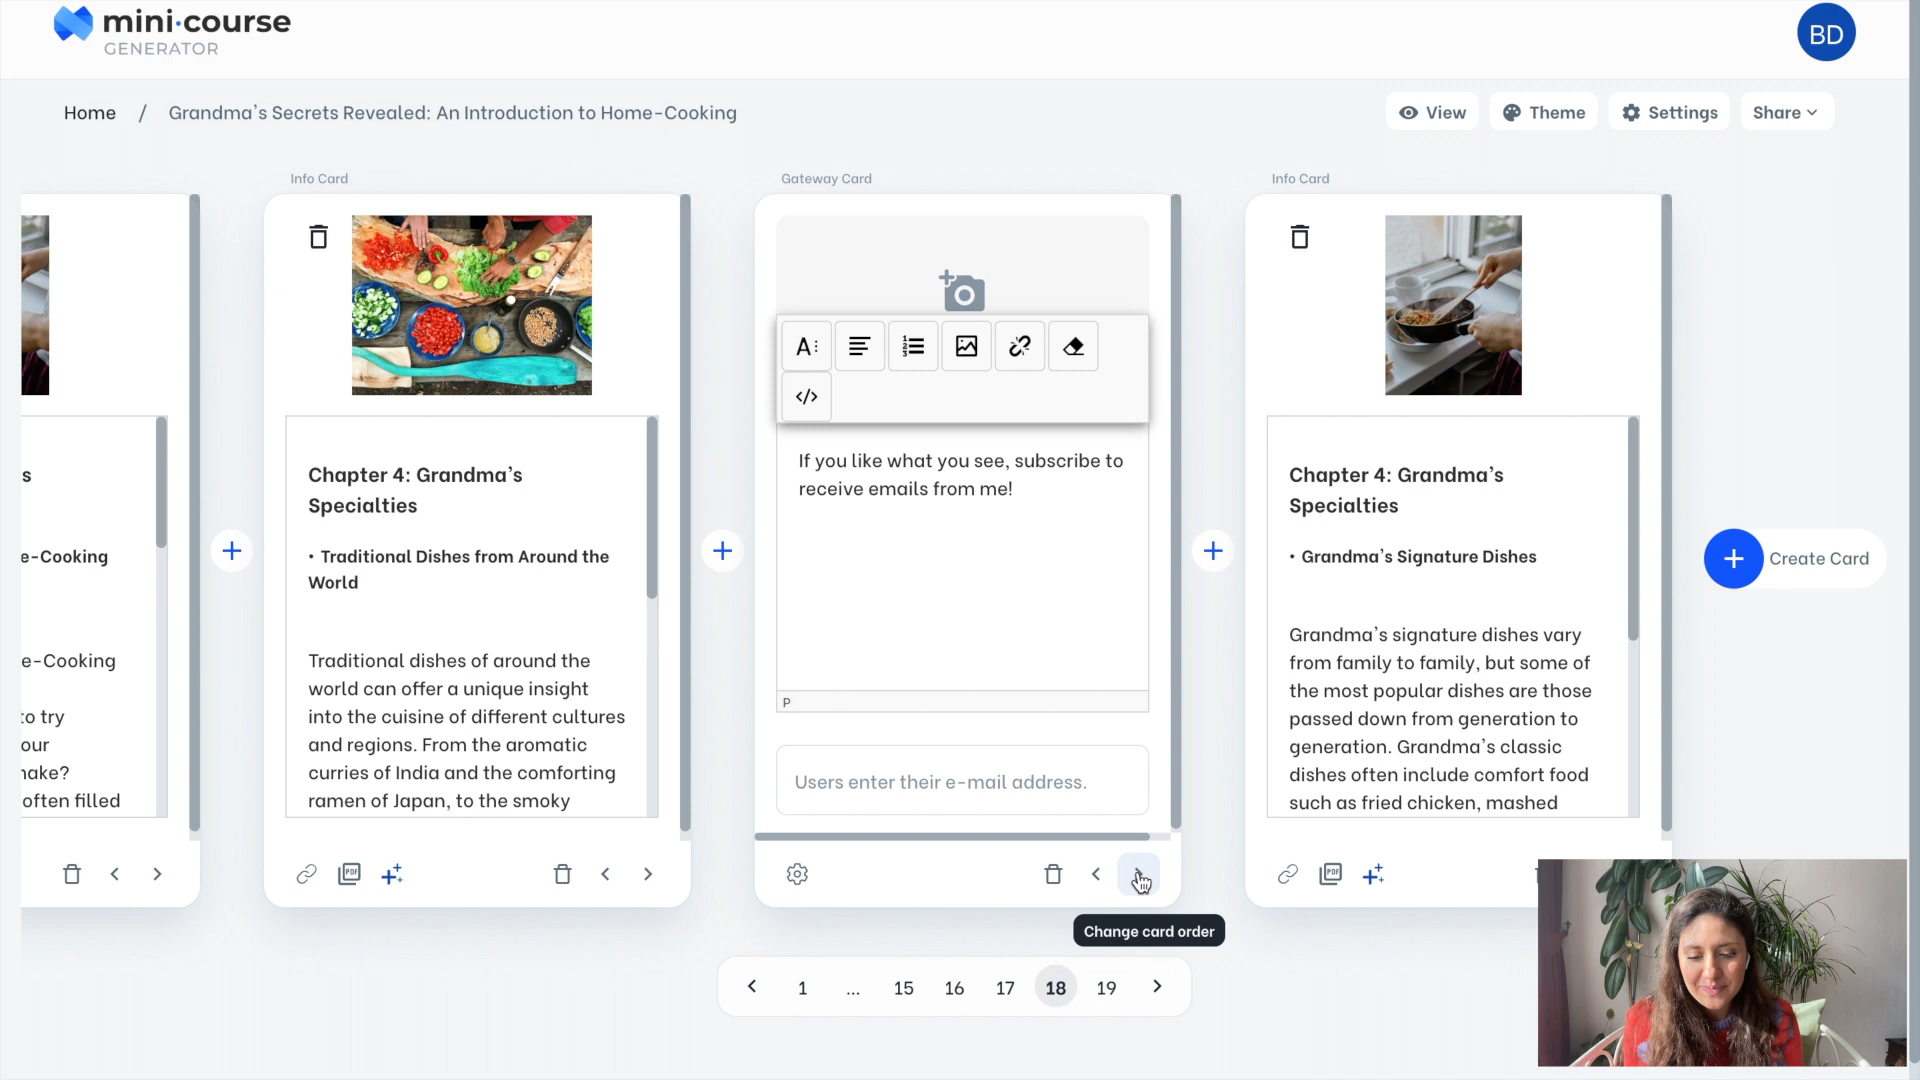 mini·course
GENERATOR
BD
Home / Grandma's Secrets Revealed: An Introduction to Home-Cooking
View
Theme
Settings
Share
Info Card
Gateway Card
Info Card
s
e-Cooking
e-Cooking
to try
our
make?
often filled
Chapter 4: Grandma's
Specialties
• Traditional Dishes from Around the
World
Traditional dishes of around the
world can offer a unique insight
into the cuisine of different cultures
and regions. From the aromatic
curries of India and the comforting
ramen of Japan, to the smoky
PDF
A
</>
If you like what you see, subscribe to
receive emails from me!
P
Users enter their e-mail address.
Change card order
Chapter 4: Grandma's
Specialties
• Grandma's Signature Dishes
Grandma's signature dishes vary
from family to family, but some of
the most popular dishes are those
passed down from generation to
generation. Grandma's classic
dishes often include comfort food
such as fried chicken, mashed
PDF
Create Card
1 ... 15 16 17 18 19